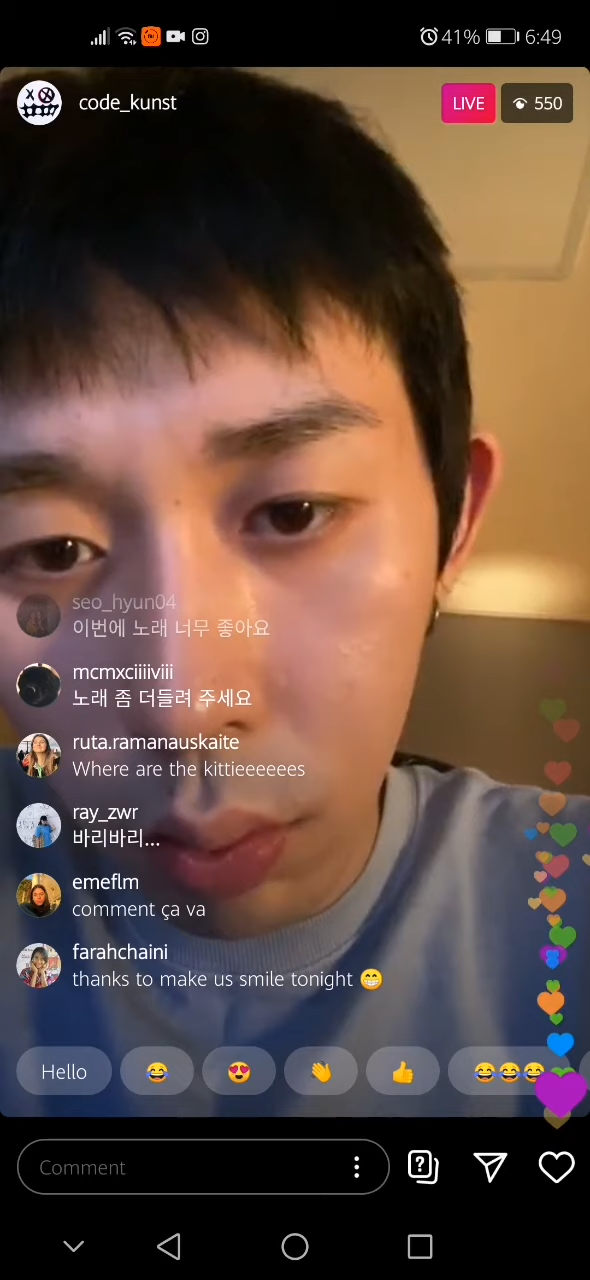 41% 6:49
code_kunst
LIVE 550
seo_hyun04
이번에 노래 너무 좋아요
mcmxciiiiviii
노래 좀 더들려 주세요
ruta.ramanauskaite
Where are the kittieeeeees
ray_zwr
바리바리...
emeflm
comment ça va
farahchaini
thanks to make us smile tonight 😁
Hello 😂 😍 👋 👍 😂😂😂
Comment